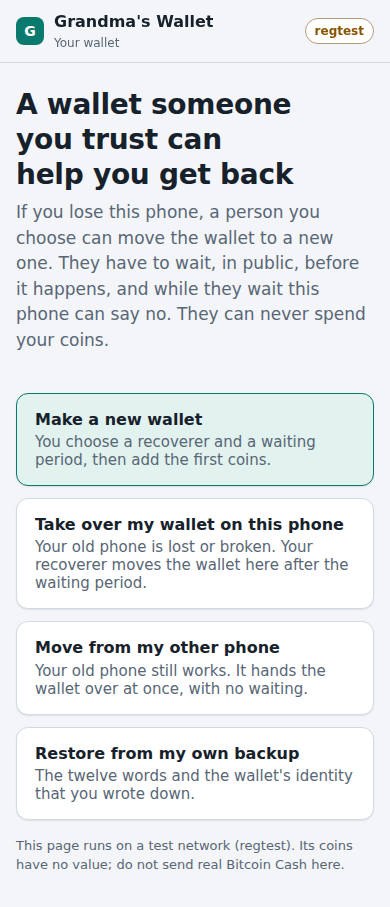 G
Grandma's Wallet
Your wallet
regtest
A wallet someone
you trust can
help you get back
If you lose this phone, a person you
choose can move the wallet to a new
one. They have to wait, in public, before
it happens, and while they wait this
phone can say no. They can never spend
your coins.
Make a new wallet
You choose a recoverer and a waiting
period, then add the first coins.
Take over my wallet on this phone
Your old phone is lost or broken. Your
recoverer moves the wallet here after the
waiting period.
Move from my other phone
Your old phone still works. It hands the
wallet over at once, with no waiting.
Restore from my own backup
The twelve words and the wallet's identity
that you wrote down.
This page runs on a test network (regtest). Its coins
have no value; do not send real Bitcoin Cash here.